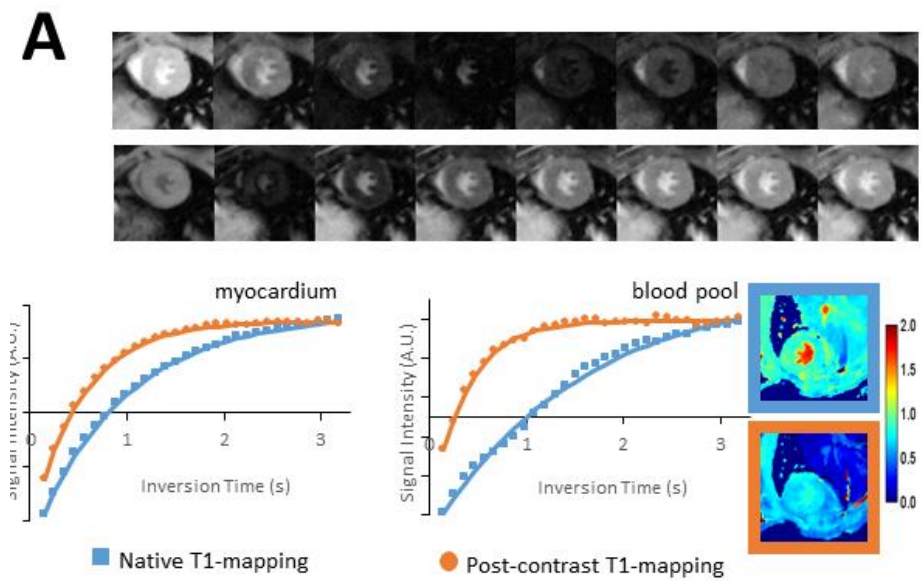 A
myocardium
blood pool
Signal Intensity (A.U.)
Signal Intensity (A.U.)
0
1
2
3
0
1
2
3
Inversion Time (s)
Inversion Time (s)
2.0
1.5
1.0
0.5
0.0
Native T1-mapping
Post-contrast T1-mapping